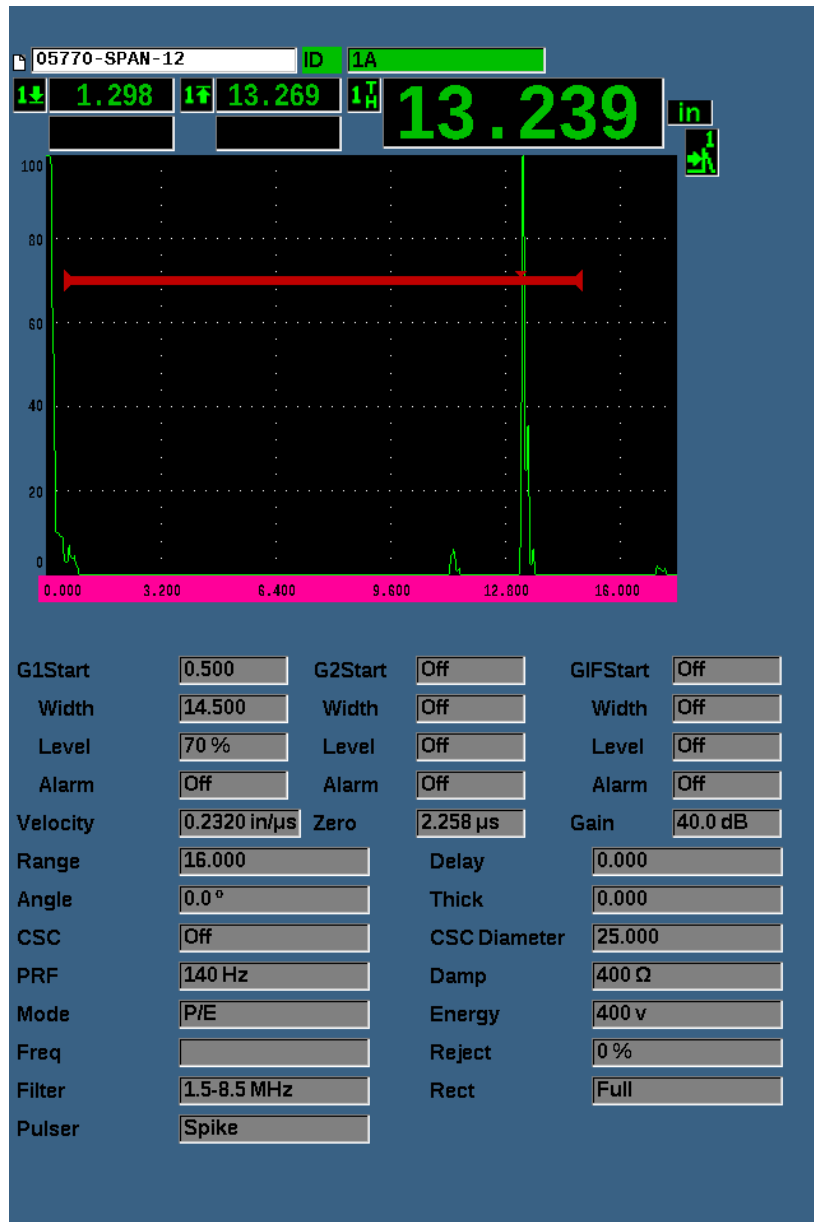 05770-SPAN-12 ID 1A
1 1.298 1 13.269 1 T H 13.239 in
1
100
80
60
40
20
0
0.000 3.200 6.400 9.600 12.800 16.000
G1Start 0.500 G2Start Off GIFStart Off
Width 14.500 Width Off Width Off
Level 70 % Level Off Level Off
Alarm Off Alarm Off Alarm Off
Velocity 0.2320 in/µs Zero 2.258 µs Gain 40.0 dB
Range 16.000 Delay 0.000
Angle 0.0 º Thick 0.000
CSC Off CSC Diameter 25.000
PRF 140 Hz Damp 400 Ω
Mode P/E Energy 400 v
Freq Reject 0 %
Filter 1.5-8.5 MHz Rect Full
Pulser Spike